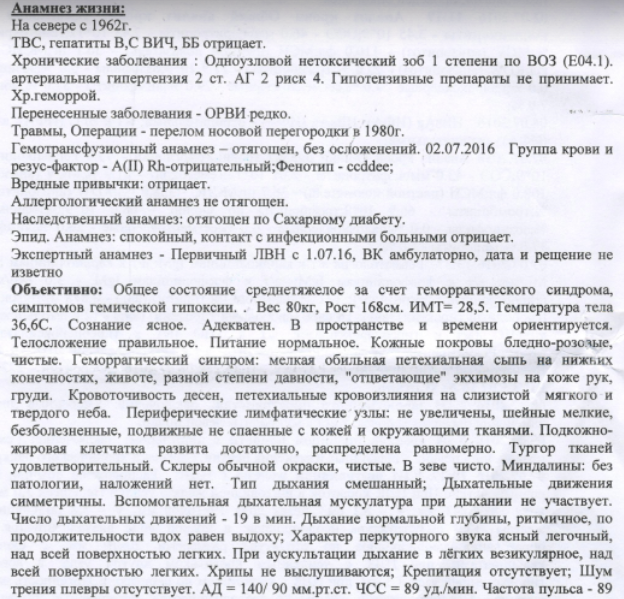 Анамнез жизни:
На севере с 1962г.
ТВС, гепатиты В,С ВИЧ, ББ отрицает.
Хронические заболевания : Одноузловой нетоксический зоб 1 степени по ВОЗ (Е04.1).
артериальная гипертензия 2 ст. АГ 2 риск 4. Гипотензивные препараты не принимает.
Хр.геморрой.
Перенесенные заболевания - ОРВИ редко.
Травмы, Операции - перелом носовой перегородки в 1980г.
Гемотрансфузионный анамнез – отягощен, без осложнений. 02.07.2016 Группа крови и
резус-фактор - А(II) Rh-отрицательный;Фенотип - ccddee;
Вредные привычки: отрицает.
Аллергологический анамнез не отягощен.
Наследственный анамнез: отягощен по Сахарному диабету.
Эпид. Анамнез: спокойный, контакт с инфекционными больными отрицает.
Экспертный анамнез - Первичный ЛВН с 1.07.16, ВК амбулаторно, дата и рещение не
изветно
Объективно: Общее состояние среднетяжелое за счет геморрагического синдрома,
симптомов гемической гипоксии. . Вес 80кг, Рост 168см. ИМТ= 28,5. Температура тела
36,6С. Сознание ясное. Адекватен. В пространстве и времени ориентируется.
Телосложение правильное. Питание нормальное. Кожные покровы бледно-розовые,
чистые. Геморрагический синдром: мелкая обильная петехиальная сыпь на нижних
конечностях, животе, разной степени давности, "отцветающие" экхимозы на коже рук,
груди. Кровоточивость десен, петехиальные кровоизлияния на слизистой мягкого и
твердого неба. Периферические лимфатические узлы: не увеличены, шейные мелкие,
безболезненные, подвижные не спаенные с кожей и окружающими тканями. Подкожно-
жировая клетчатка развита достаточно, распределена равномерно. Тургор тканей
удовлетворительный. Склеры обычной окраски, чистые. В зеве чисто. Миндалины: без
патологии, наложений нет. Тип дыхания смешанный; Дыхательные движения
симметричны. Вспомогательная дыхательная мускулатура при дыхании не участвует.
Число дыхательных движений - 19 в мин. Дыхание нормальной глубины, ритмичное, по
продолжительности вдох равен выдоху; Характер перкуторного звука ясный легочный,
над всей поверхностью легких. При аускультации дыхание в лёгких везикулярное, над
всей поверхностью легких. Хрипы не выслушиваются; Крепитация отсутствует; Шум
трения плевры отсутствует. АД = 140/ 90 мм.рт.ст. ЧСС = 89 уд./мин. Частота пульса - 89